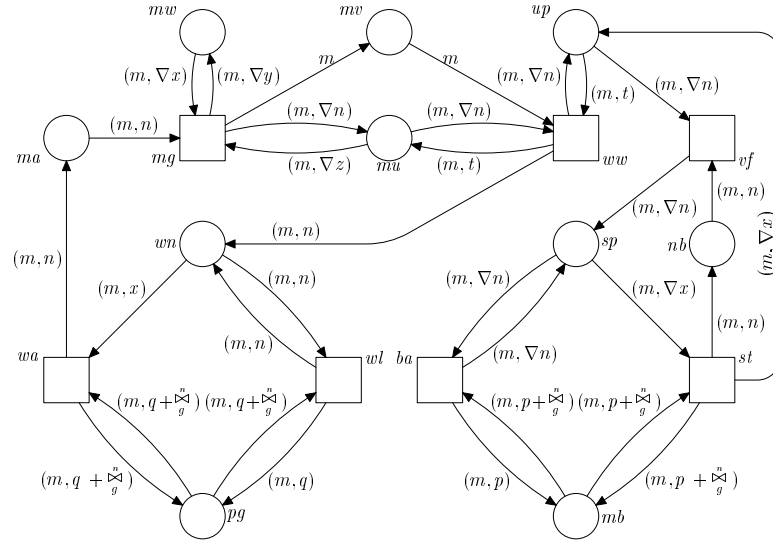 mw
mv
up
(m, ∇x)
(m, ∇y)
m
m
(m, ∇n)
(m, t)
(m, ∇n)
ma
(m, n)
mg
(m, ∇n)
(m, ∇n)
(m, ∇z)
mu
(m, t)
ww
vf
(m, n)
(m, n)
(m, ∇n)
(m, n)
wn
sp
nb
(m, ∇x)
(m, x)
(m, n)
(m, n)
(m, ∇n)
(m, ∇n)
(m, ∇x)
(m, n)
wa
wl
ba
st
(m, q + n⋈g)
(m, q + n⋈g)
(m, p + n⋈g)
(m, p + n⋈g)
(m, q + n⋈g)
(m, q)
(m, p)
(m, p + n⋈g)
pg
mb